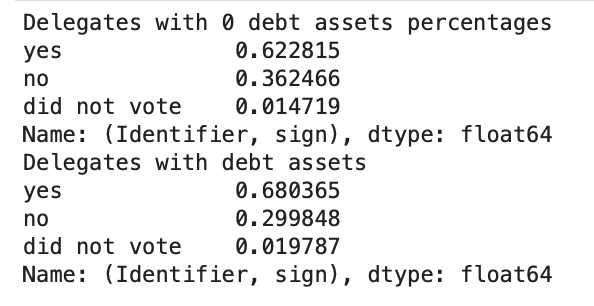 Delegates with 0 debt assets percentages
yes             0.622815
no              0.362466
did not vote    0.014719
Name: (Identifier, sign), dtype: float64
Delegates with debt assets
yes             0.680365
no              0.299848
did not vote    0.019787
Name: (Identifier, sign), dtype: float64